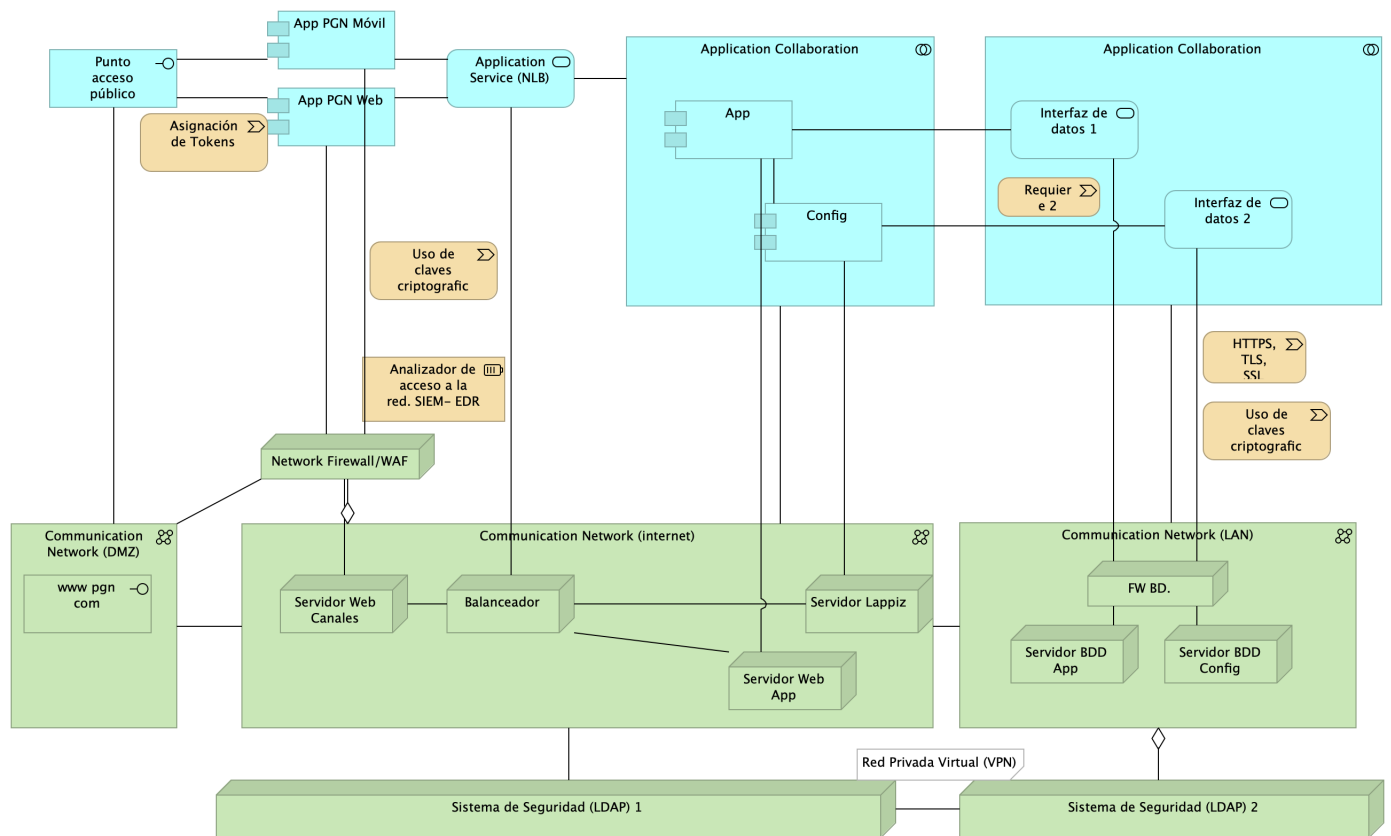 App PGN Móvil
Punto
acceso
público
Application
Service (NLB)
Application Collaboration
Application Collaboration
App PGN Web
Asignación
de Tokens
App
Interfaz de
datos 1
Requier
e 2
Interfaz de
datos 2
Config
Uso de
claves
criptografic
Analizador de
acceso a la
red. SIEM- EDR
HTTPS,
TLS,
SSL
Uso de
claves
criptografic
Network Firewall/WAF
Communication
Network (DMZ)
www pgn
com
Communication Network (internet)
Servidor Web
Canales
Balanceador
Servidor Lappiz
Servidor Web
App
Communication Network (LAN)
FW BD.
Servidor BDD
App
Servidor BDD
Config
Red Privada Virtual (VPN)
Sistema de Seguridad (LDAP) 1
Sistema de Seguridad (LDAP) 2